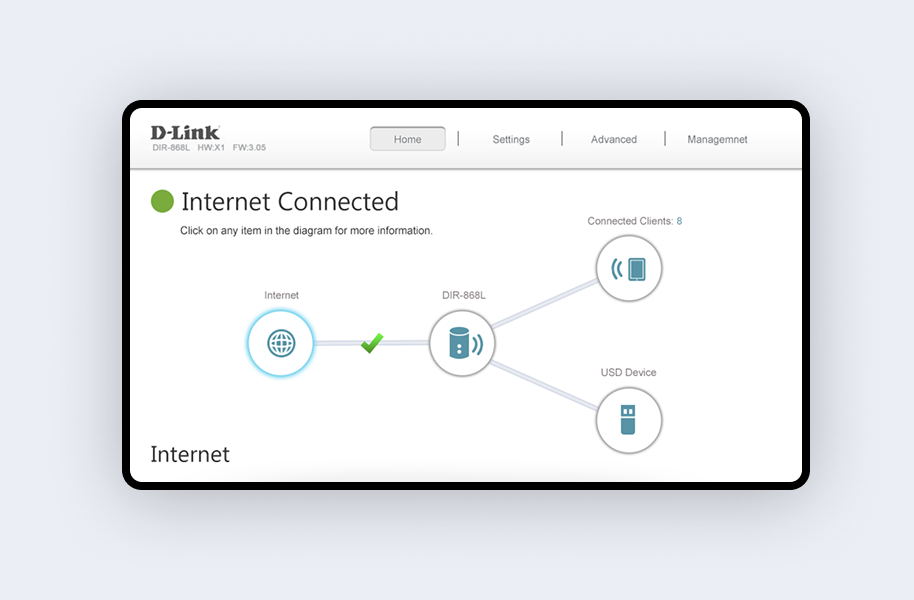 D-Link
DIR-868L HW:X1 FW:3.05
Home
Settings
Advanced
Managemnet
Internet Connected
Click on any item in the diagram for more information.
Connected Clients: 8
Internet
DIR-868L
USD Device
Internet